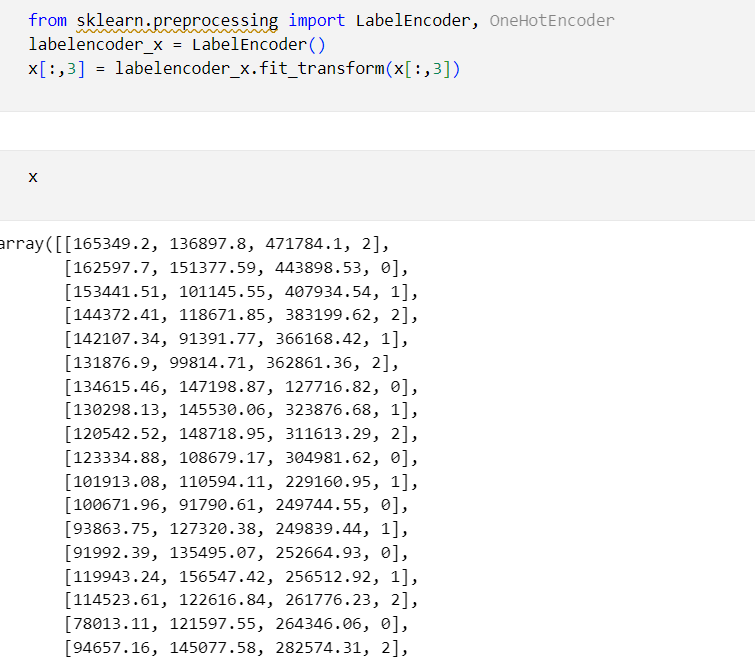 from sklearn.preprocessing import LabelEncoder, OneHotEncoder
labelencoder_x = LabelEncoder()
x[:,3] = labelencoder_x.fit_transform(x[:,3])
x
array([[165349.2, 136897.8, 471784.1, 2],
[162597.7, 151377.59, 443898.53, 0],
[153441.51, 101145.55, 407934.54, 1],
[144372.41, 118671.85, 383199.62, 2],
[142107.34, 91391.77, 366168.42, 1],
[131876.9, 99814.71, 362861.36, 2],
[134615.46, 147198.87, 127716.82, 0],
[130298.13, 145530.06, 323876.68, 1],
[120542.52, 148718.95, 311613.29, 2],
[123334.88, 108679.17, 304981.62, 0],
[101913.08, 110594.11, 229160.95, 1],
[100671.96, 91790.61, 249744.55, 0],
[93863.75, 127320.38, 249839.44, 1],
[91992.39, 135495.07, 252664.93, 0],
[119943.24, 156547.42, 256512.92, 1],
[114523.61, 122616.84, 261776.23, 2],
[78013.11, 121597.55, 264346.06, 0],
[94657.16, 145077.58, 282574.31, 2],